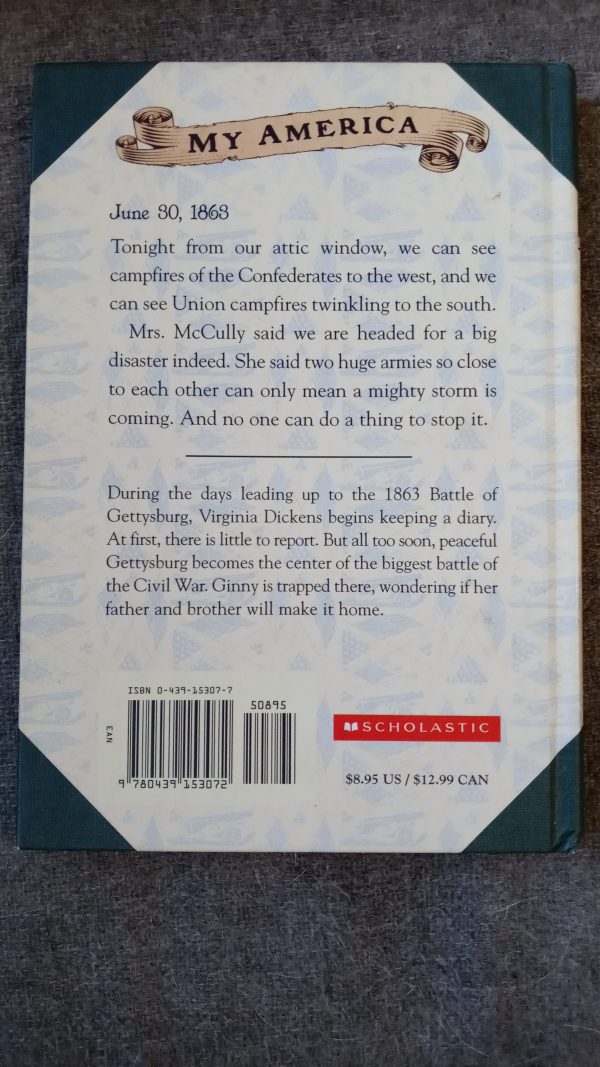 MY AMERICA
June 30, 1863
Tonight from our attic window, we can see
campfires of the Confederates to the west, and we
can see Union campfires twinkling to the south.
Mrs. McCully said we are headed for a big
disaster indeed. She said two huge armies so close
to each other can only mean a mighty storm is
coming. And no one can do a thing to stop it.
During the days leading up to the 1863 Battle of
Gettysburg, Virginia Dickens begins keeping a diary.
At first, there is little to report. But all too soon, peaceful
Gettysburg becomes the center of the biggest battle of
the Civil War. Ginny is trapped there, wondering if her
father and brother will make it home.
ISBN 0-439-15307-7
50895
EAN
9 780439 153072
SCHOLASTIC
$8.95 US / $12.99 CAN